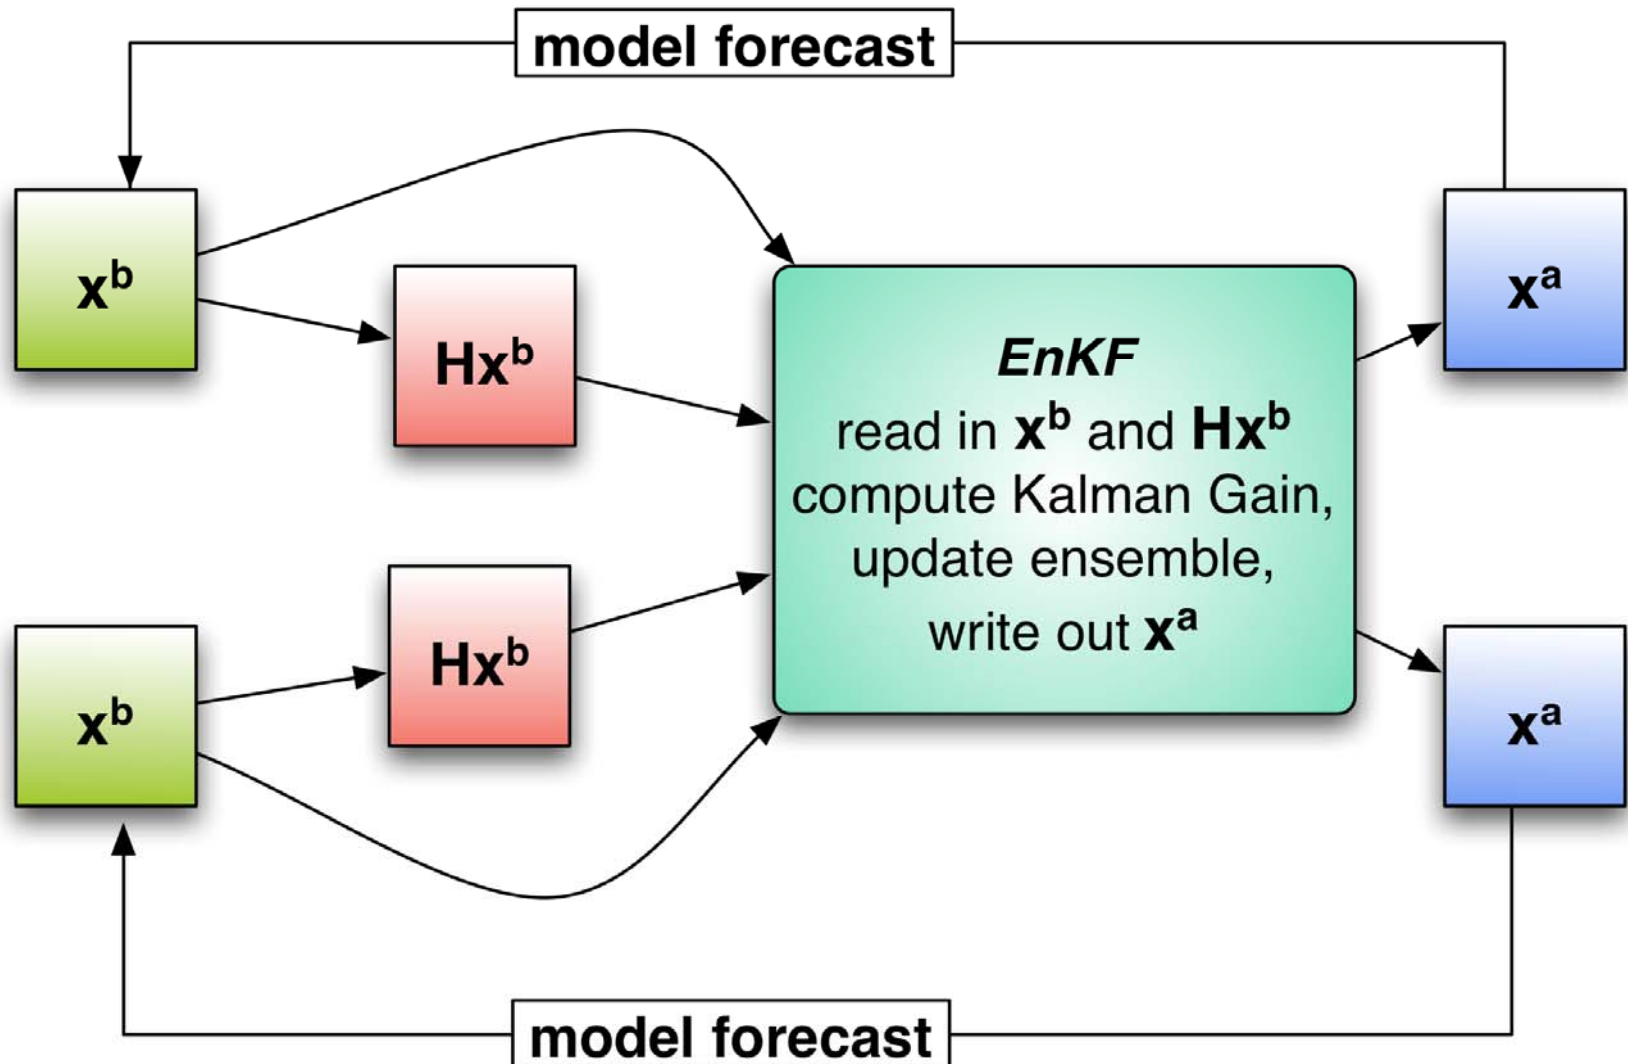 model forecast
x^b
Hx^b
x^a
EnKF
read in x^b and Hx^b
compute Kalman Gain,
update ensemble,
write out x^a
Hx^b
x^b
x^a
model forecast